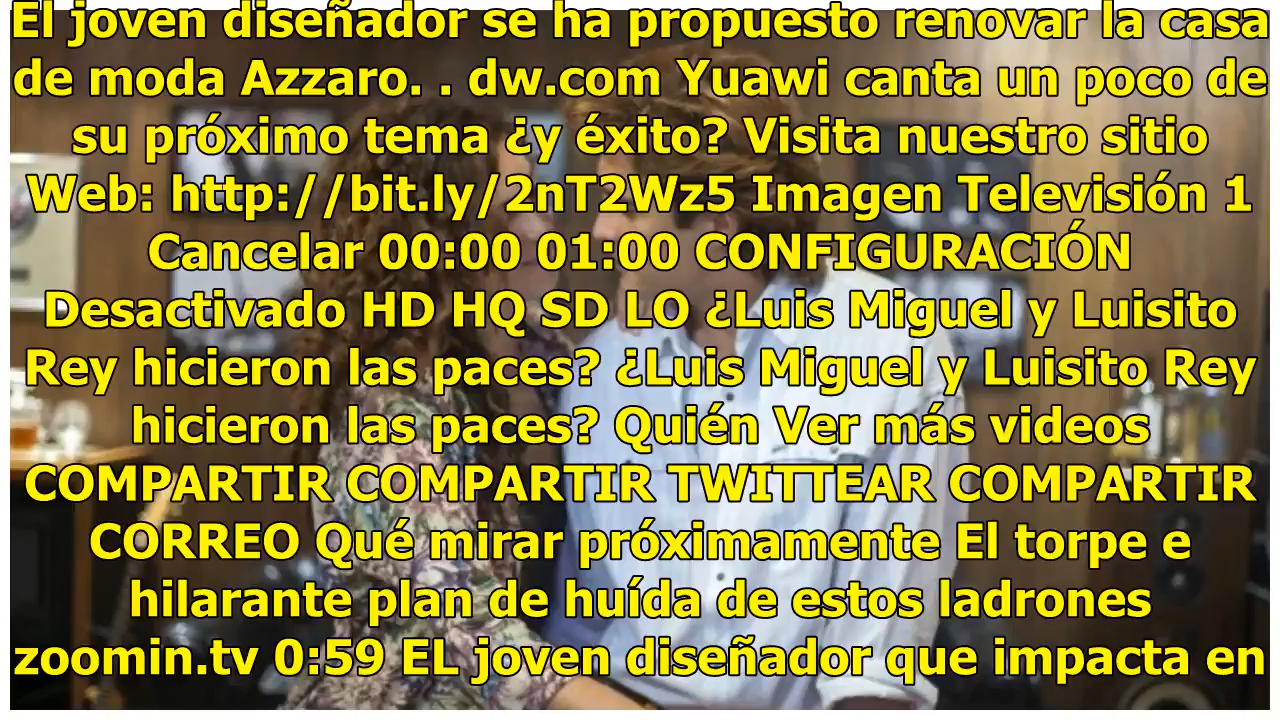 El joven diseñador se ha propuesto renovar la casa
de moda Azzaro. . dw.com Yuawi canta un poco de
su próximo tema ¿y éxito? Visita nuestro sitio
Web: http://bit.ly/2nT2Wz5 Imagen Televisión 1
Cancelar 00:00 01:00 CONFIGURACIÓN
Desactivado HD HQ SD LO ¿Luis Miguel y Luisito
Rey hicieron las paces? ¿Luis Miguel y Luisito Rey
hicieron las paces? Quién Ver más videos
COMPARTIR COMPARTIR TWITTEAR COMPARTIR
CORREO Qué mirar próximamente El torpe e
hilarante plan de huída de estos ladrones
zoomin.tv 0:59 EL joven diseñador que impacta en